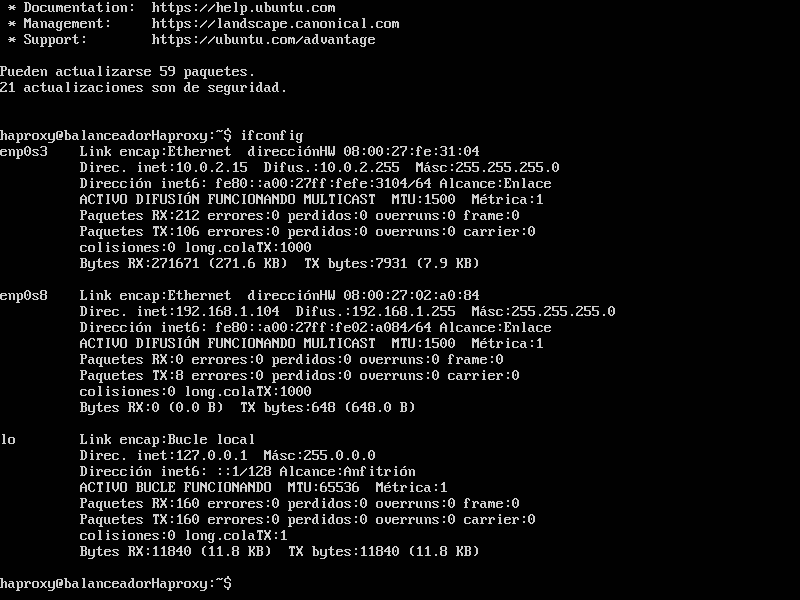 * Documentation:  https://help.ubuntu.com
 * Management:     https://landscape.canonical.com
 * Support:        https://ubuntu.com/advantage

Pueden actualizarse 59 paquetes.
21 actualizaciones son de seguridad.


haproxy@balanceadorHaproxy:~$ ifconfig
enp0s3    Link encap:Ethernet  direcciónHW 08:00:27:fe:31:04
          Direc. inet:10.0.2.15  Difus.:10.0.2.255  Másc:255.255.255.0
          Dirección inet6: fe80::a00:27ff:fefe:3104/64 Alcance:Enlace
          ACTIVO DIFUSIÓN FUNCIONANDO MULTICAST  MTU:1500  Métrica:1
          Paquetes RX:212 errores:0 perdidos:0 overruns:0 frame:0
          Paquetes TX:106 errores:0 perdidos:0 overruns:0 carrier:0
          colisiones:0 long.colaTX:1000
          Bytes RX:271671 (271.6 KB)  TX bytes:7931 (7.9 KB)

enp0s8    Link encap:Ethernet  direcciónHW 08:00:27:02:a0:84
          Direc. inet:192.168.1.104  Difus.:192.168.1.255  Másc:255.255.255.0
          Dirección inet6: fe80::a00:27ff:fe02:a084/64 Alcance:Enlace
          ACTIVO DIFUSIÓN FUNCIONANDO MULTICAST  MTU:1500  Métrica:1
          Paquetes RX:0 errores:0 perdidos:0 overruns:0 frame:0
          Paquetes TX:8 errores:0 perdidos:0 overruns:0 carrier:0
          colisiones:0 long.colaTX:1000
          Bytes RX:0 (0.0 B)  TX bytes:648 (648.0 B)

lo        Link encap:Bucle local
          Direc. inet:127.0.0.1  Másc:255.0.0.0
          Dirección inet6: ::1/128 Alcance:Anfitrión
          ACTIVO BUCLE FUNCIONANDO  MTU:65536  Métrica:1
          Paquetes RX:160 errores:0 perdidos:0 overruns:0 frame:0
          Paquetes TX:160 errores:0 perdidos:0 overruns:0 carrier:0
          colisiones:0 long.colaTX:1
          Bytes RX:11840 (11.8 KB)  TX bytes:11840 (11.8 KB)

haproxy@balanceadorHaproxy:~$